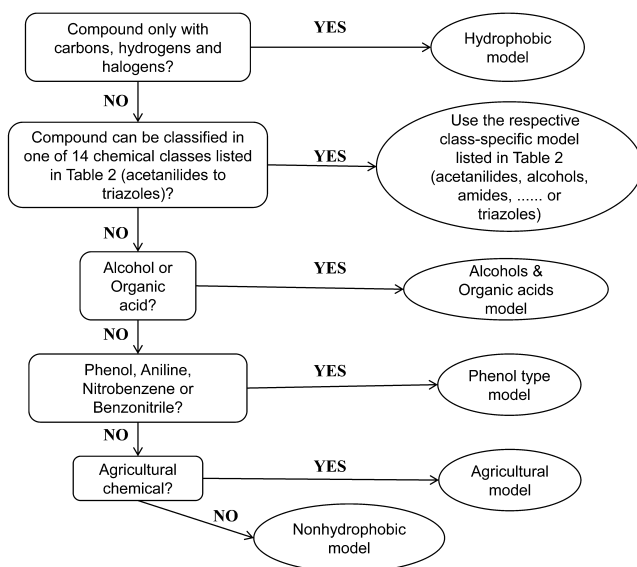 Compound only with
carbons, hydrogens and
halogens?
YES
Hydrophobic
model
NO
Compound can be classified in
one of 14 chemical classes listed
in Table 2 (acetanilides to
triazoles)?
YES
Use the respective
class-specific model
listed in Table 2
(acetanilides, alcohols,
amides, ...... or
triazoles)
NO
Alcohol or
Organic
acid?
YES
Alcohols &
Organic acids
model
NO
Phenol, Aniline,
Nitrobenzene or
Benzonitrile?
YES
Phenol type
model
NO
Agricultural
chemical?
YES
Agricultural
model
NO
Nonhydrophobic
model